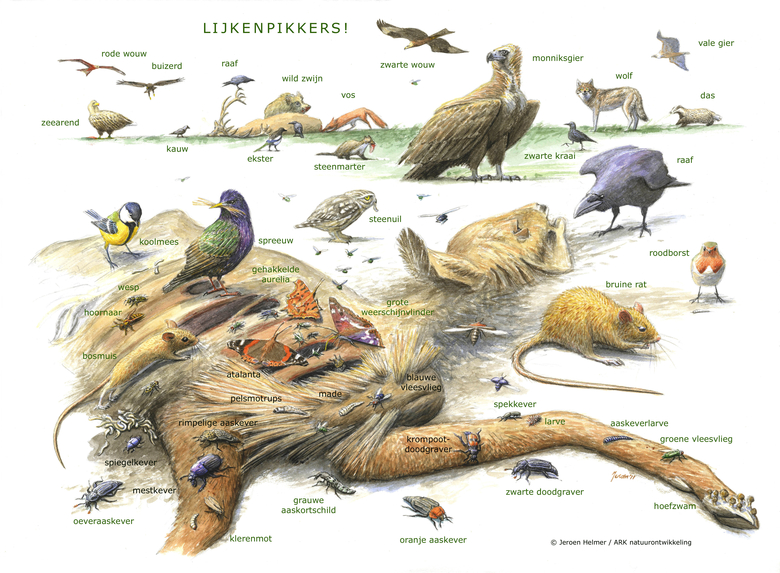 LIJKENPIKKERS!
rode wouw
buizerd
raaf
wild zwijn
vos
zwarte wouw
monniksgier
wolf
vale gier
das
zeearend
kauw
ekster
steenmarter
zwarte kraai
raaf
koolmees
spreeuw
steenuil
roodborst
gehakkelde
aurelia
wesp
hoornaar
grote
weerschijnvlinder
bruine rat
bosmuis
atalanta
pelsmotrups
made
blauwe
vleesvlieg
spekkever
larve
aaskeverlarve
rimpelige aaskever
krompoot-
doodgraver
groene vleesvlieg
spiegelkever
mestkever
zwarte doodgraver
grauwe
aaskortschild
hoefzwam
oeveraaskever
klerenmot
oranje aaskever
© Jeroen Helmer / ARK natuurontwikkeling